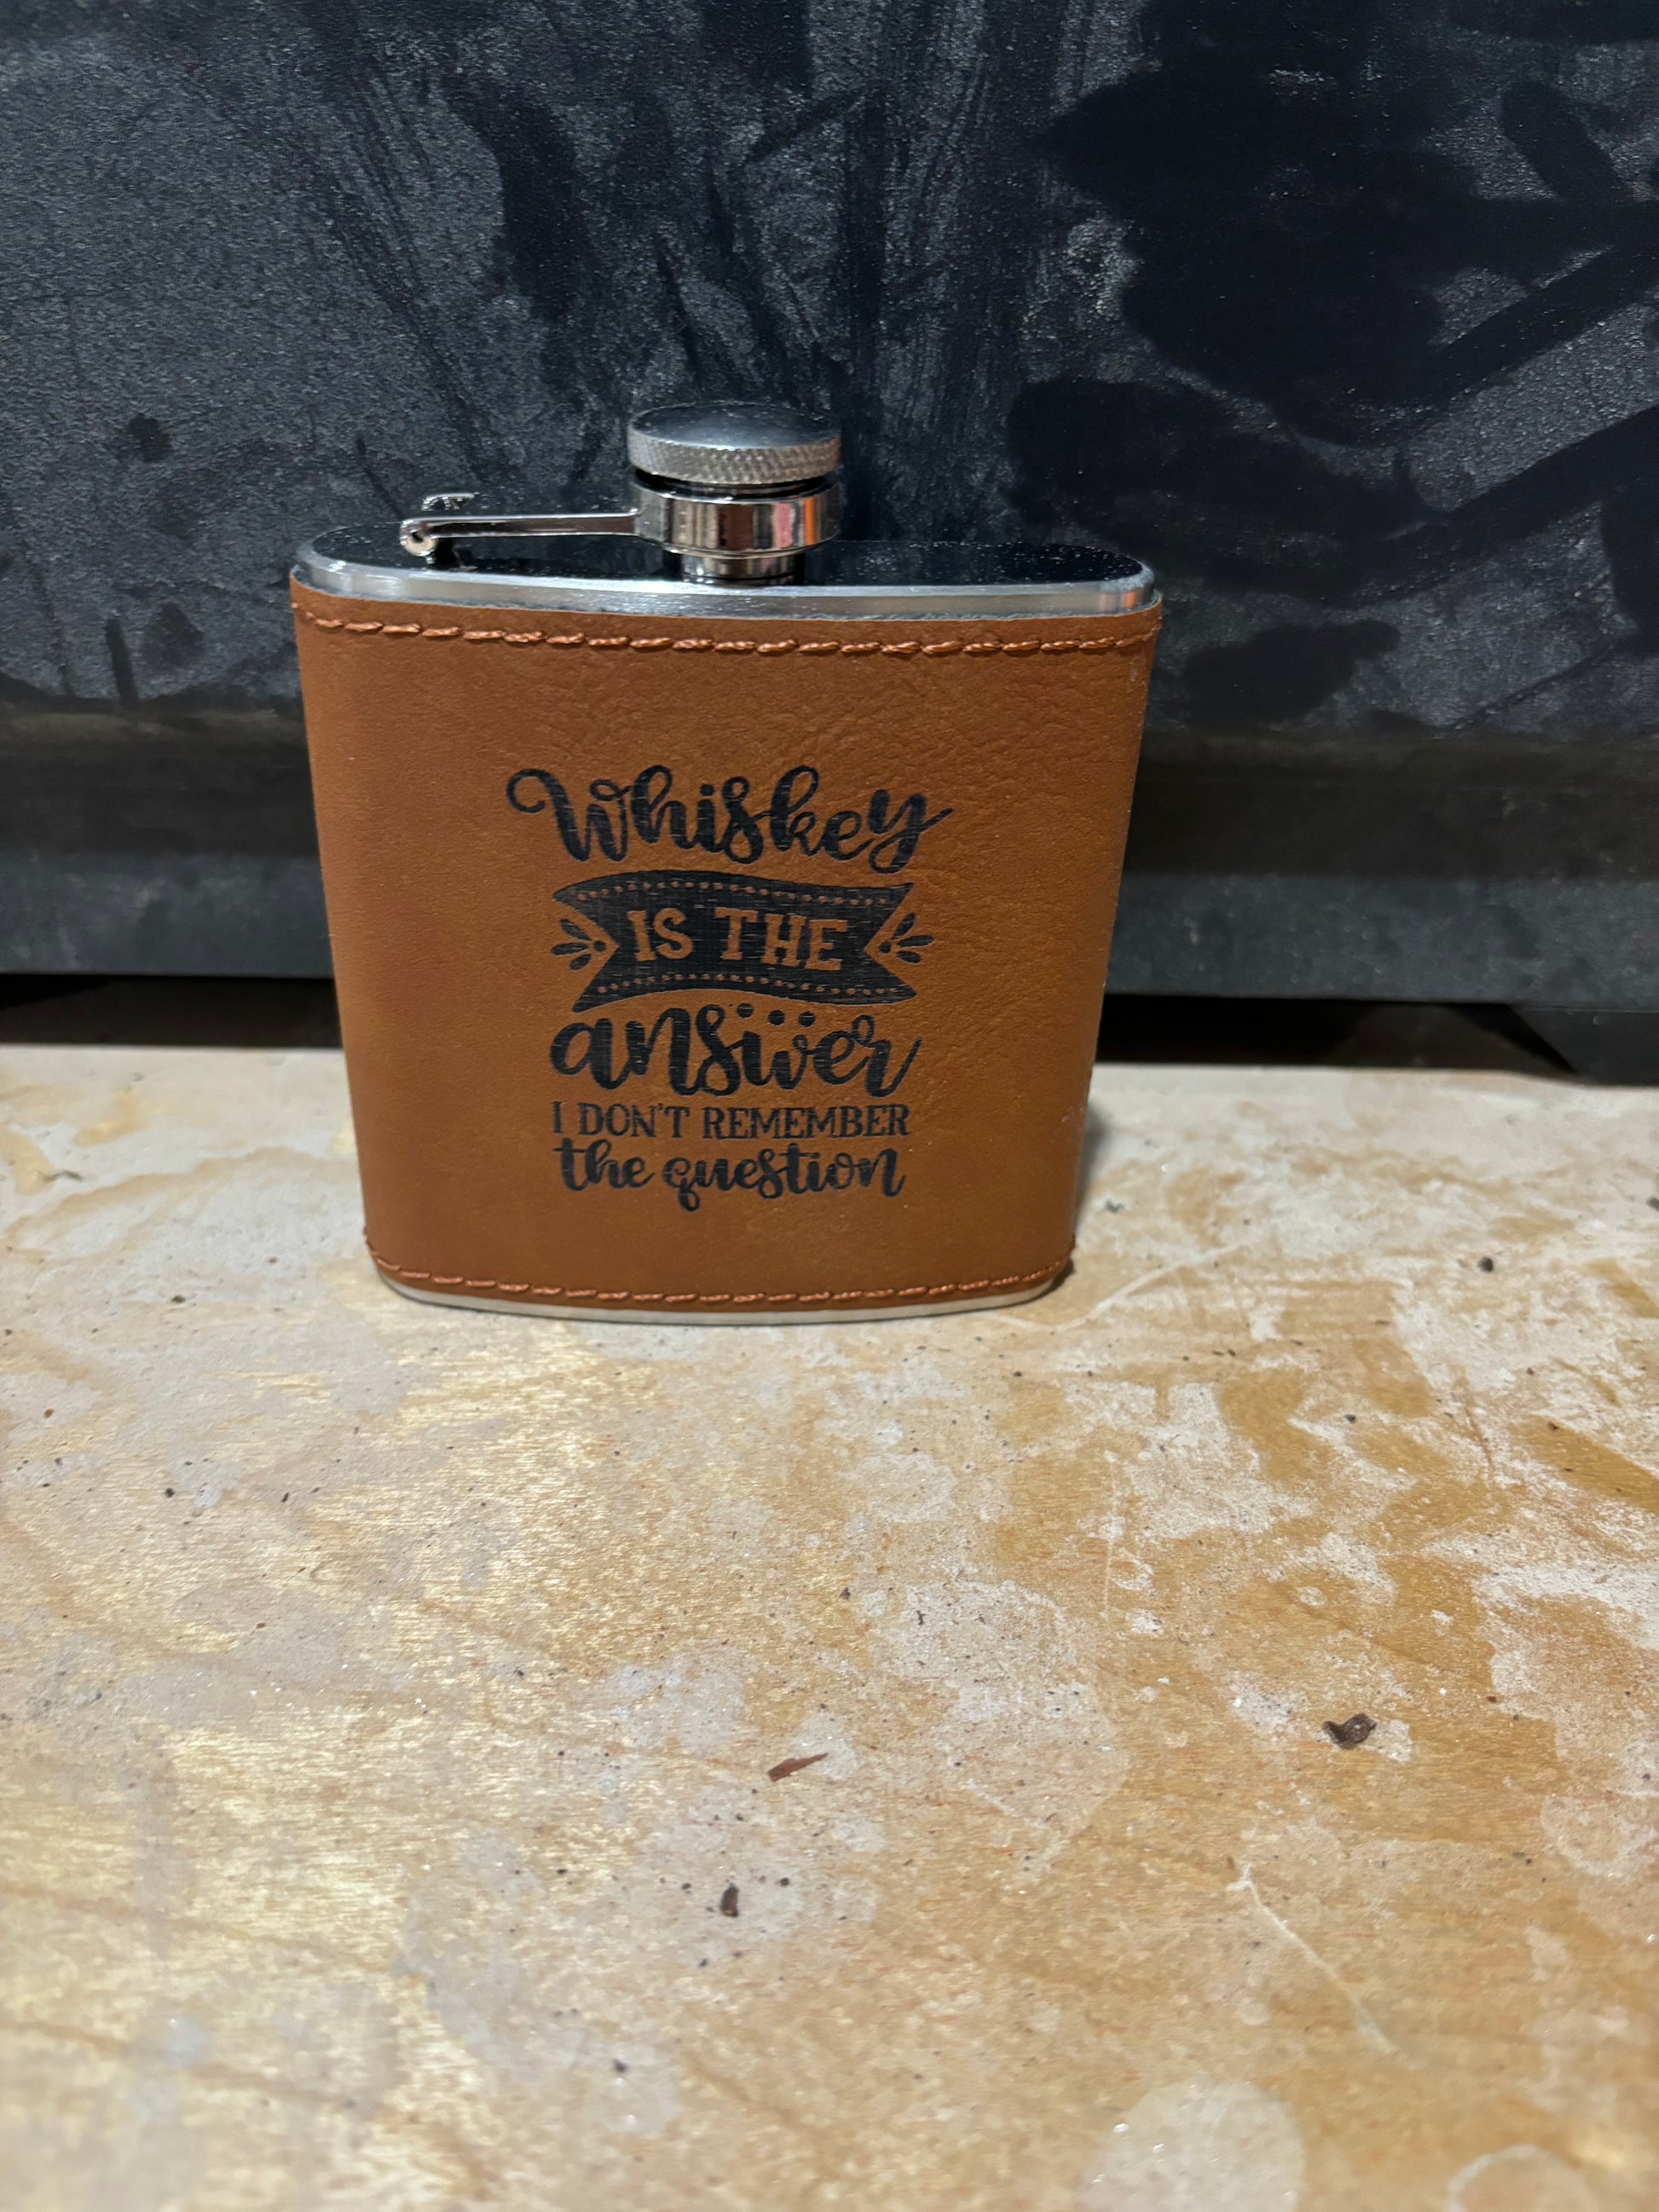 Whiskey
IS THE
answer
I DON'T REMEMBER
the question